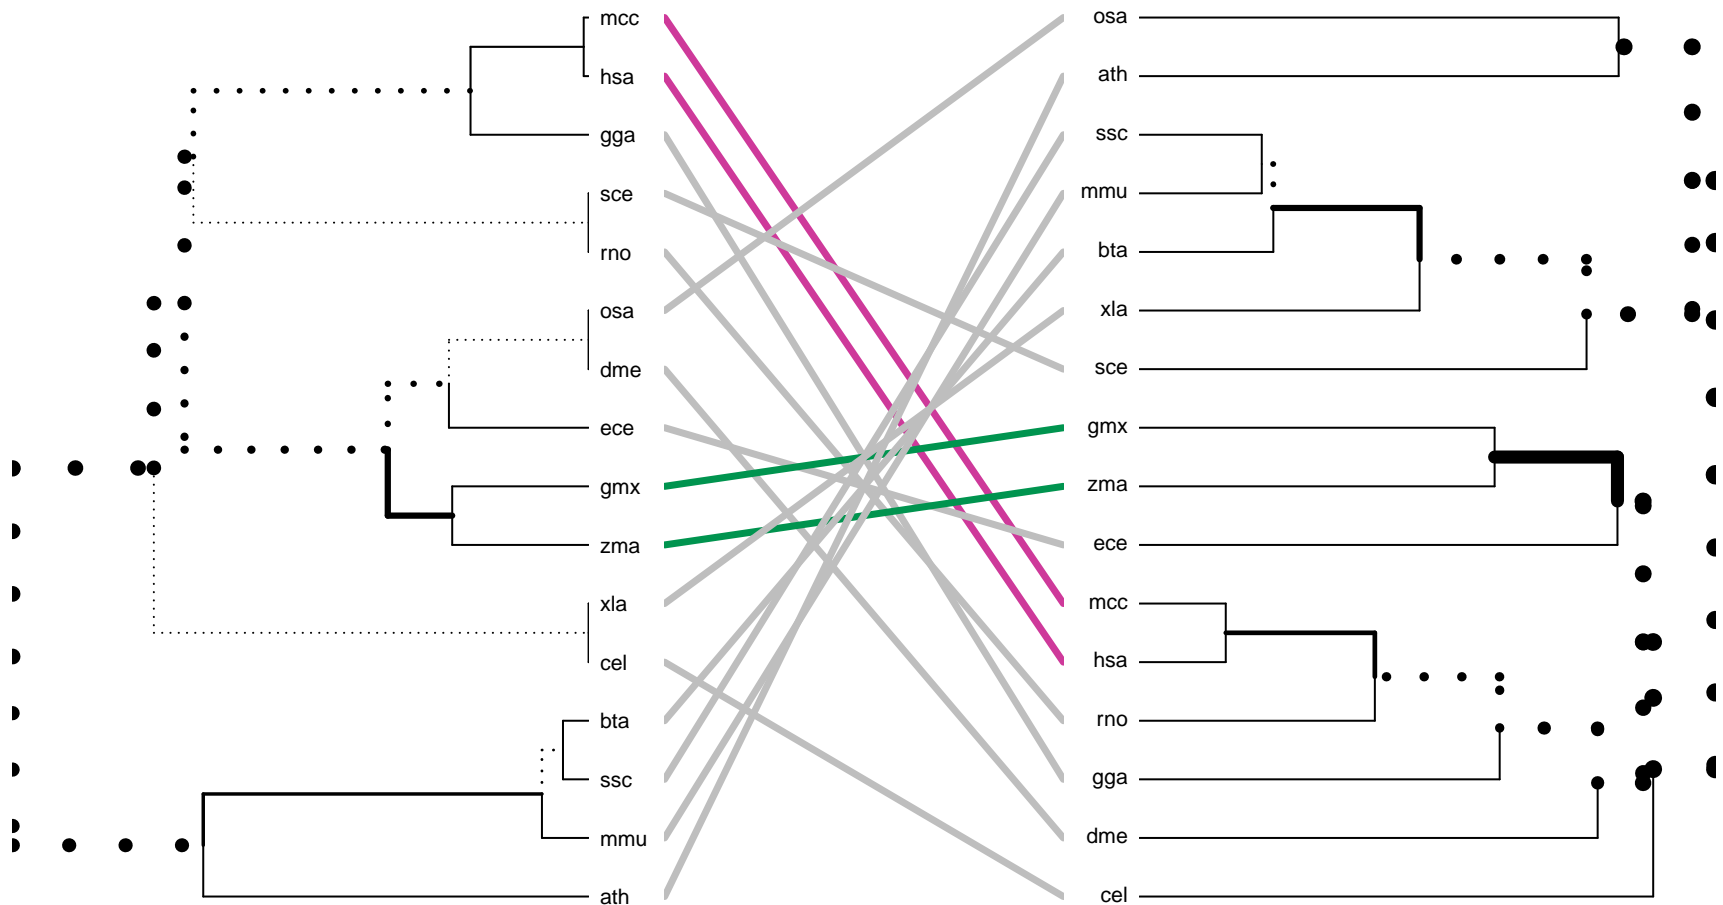 mcc
hsa
gga
sce
rno
osa
dme
ece
gmx
zma
xla
cel
bta
ssc
mmu
ath
osa
ath
ssc
mmu
bta
xla
sce
gmx
zma
ece
mcc
hsa
rno
gga
dme
cel